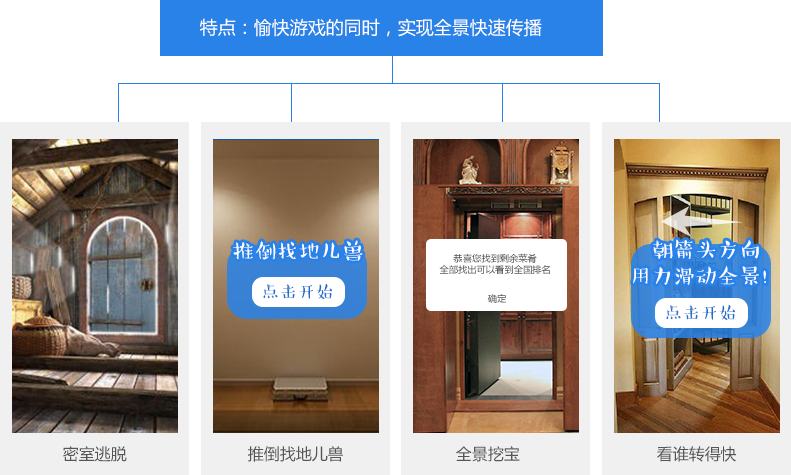 特点：愉快游戏的同时，实现全景快速传播
推倒找地儿兽
点击开始
恭喜您找到剩余菜肴
全部找出可以看到全国排名
确定
朝箭头方向
用力滑动全景!
点击开始
密室逃脱
推倒找地儿兽
全景挖宝
看谁转得快